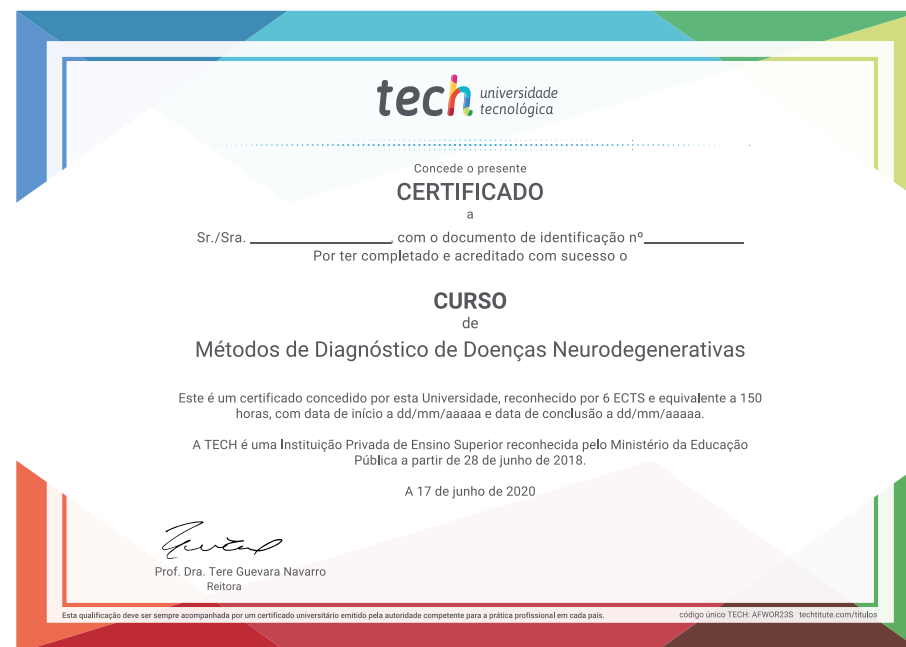 tech universidade
tecnológica
Concede o presente
CERTIFICADO
a
Sr./Sra. ____________________, com o documento de identificação nº______________
Por ter completado e acreditado com sucesso o
CURSO
de
Métodos de Diagnóstico de Doenças Neurodegenerativas
Este é um certificado concedido por esta Universidade, reconhecido por 6 ECTS e equivalente a 150
horas, com data de início a dd/mm/aaaaa e data de conclusão a dd/mm/aaaaa.
A TECH é uma Instituição Privada de Ensino Superior reconhecida pelo Ministério da Educação
Pública a partir de 28 de junho de 2018.
A 17 de junho de 2020
Prof. Dra. Tere Guevara Navarro
Reitora
Esta qualificação deve ser sempre acompanhada por um certificado universitário emitido pela autoridade competente para a prática profissional em cada país.
código único TECH: AFWOR23S techtitute.com/titulos